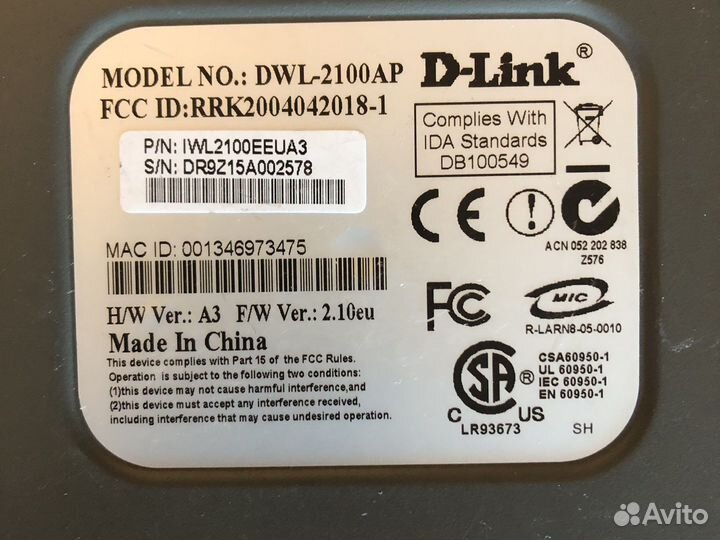 MODEL NO.: DWL-2100AP
D-Link®
FCC ID:RRK2004042018-1
P/N: IWL2100EEUA3
S/N: DR9Z15A002578
Complies With
IDA Standards
DB100549
MAC ID: 001346973475
CE
ACN 052 202 838
Z576
H/W Ver.: A3 F/W Ver.: 2.10eu
Made In China
FC
MIC
R-LARN8-05-0010
This device complies with Part 15 of the FCC Rules.
Operation is subject to the following two conditions:
(1)this device may not cause harmful interference,and
(2)this device must accept any interference received,
including interference that may cause undesired operation.
SA ®
C US
LR93673
CSA60950-1
UL 60950-1
IEC 60950-1
EN 60950-1
SH
Avito